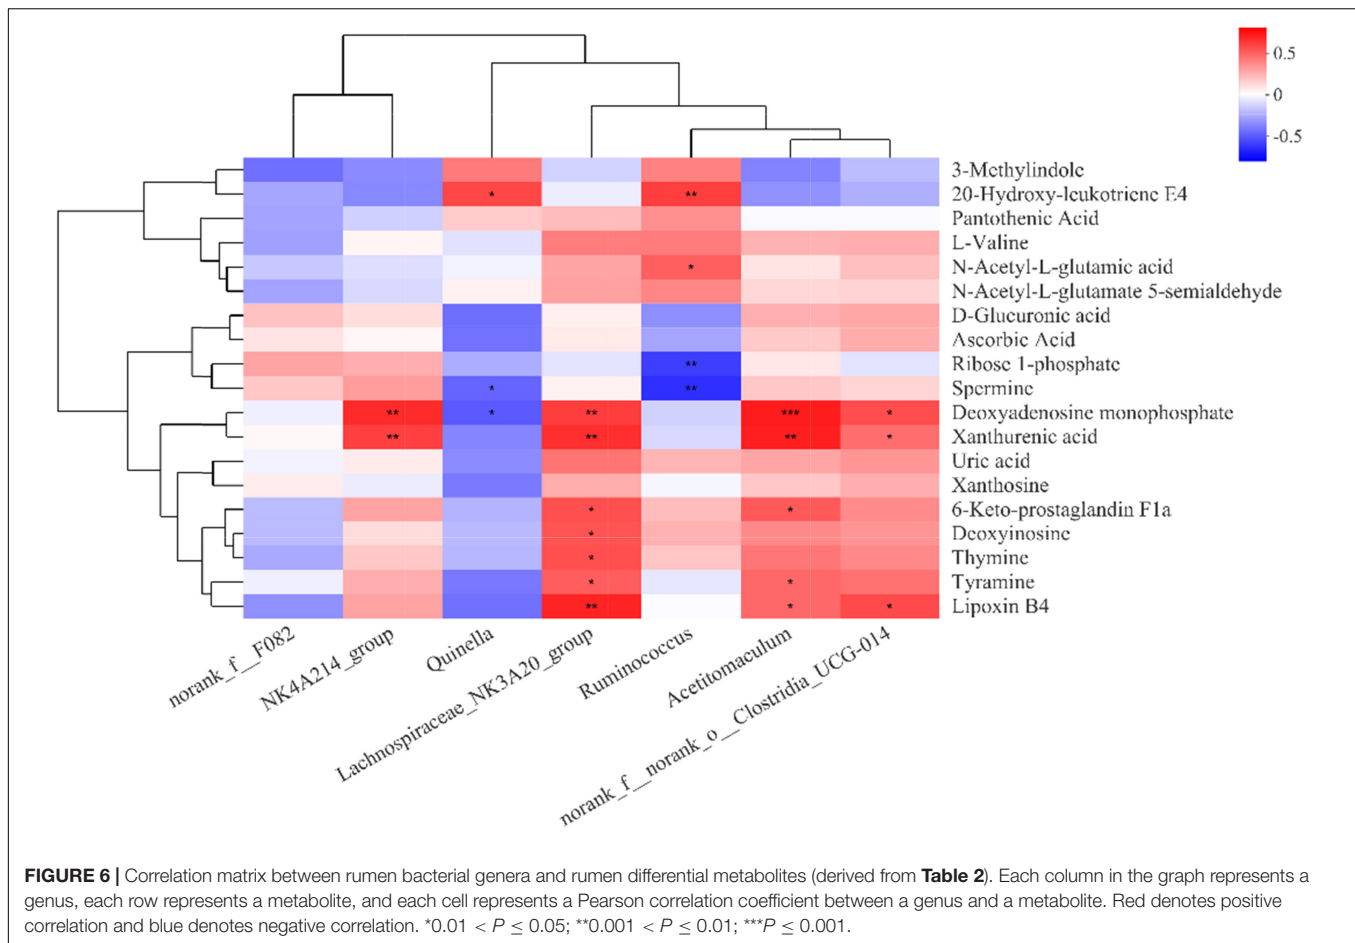 0.5
0
-0.5
3-Methylindole
* ** 20-Hydroxy-leukotriene E4
Pantothenic Acid
L-Valine
* N-Acetyl-L-glutamic acid
N-Acetyl-L-glutamate 5-semialdehyde
D-Glucuronic acid
Ascorbic Acid
** Ribose 1-phosphate
* ** Spermine
** * ** *** * Deoxyadenosine monophosphate
** ** ** * Xanthurenic acid
Uric acid
Xanthosine
* * 6-Keto-prostaglandin F1a
* Deoxyinosine
* Thymine
* * Tyramine
** * * Lipoxin B4
norank_f__F082
NK4A214_group
Quinella
Lachnospiraceae_NK3A20_group
Ruminococcus
Acetitomaculum
norank_f__norank_o__Clostridia_UCG-014
FIGURE 6 | Correlation matrix between rumen bacterial genera and rumen differential metabolites (derived from Table 2). Each column in the graph represents a
genus, each row represents a metabolite, and each cell represents a Pearson correlation coefficient between a genus and a metabolite. Red denotes positive
correlation and blue denotes negative correlation. *0.01 < P ≤ 0.05; **0.001 < P ≤ 0.01; ***P ≤ 0.001.